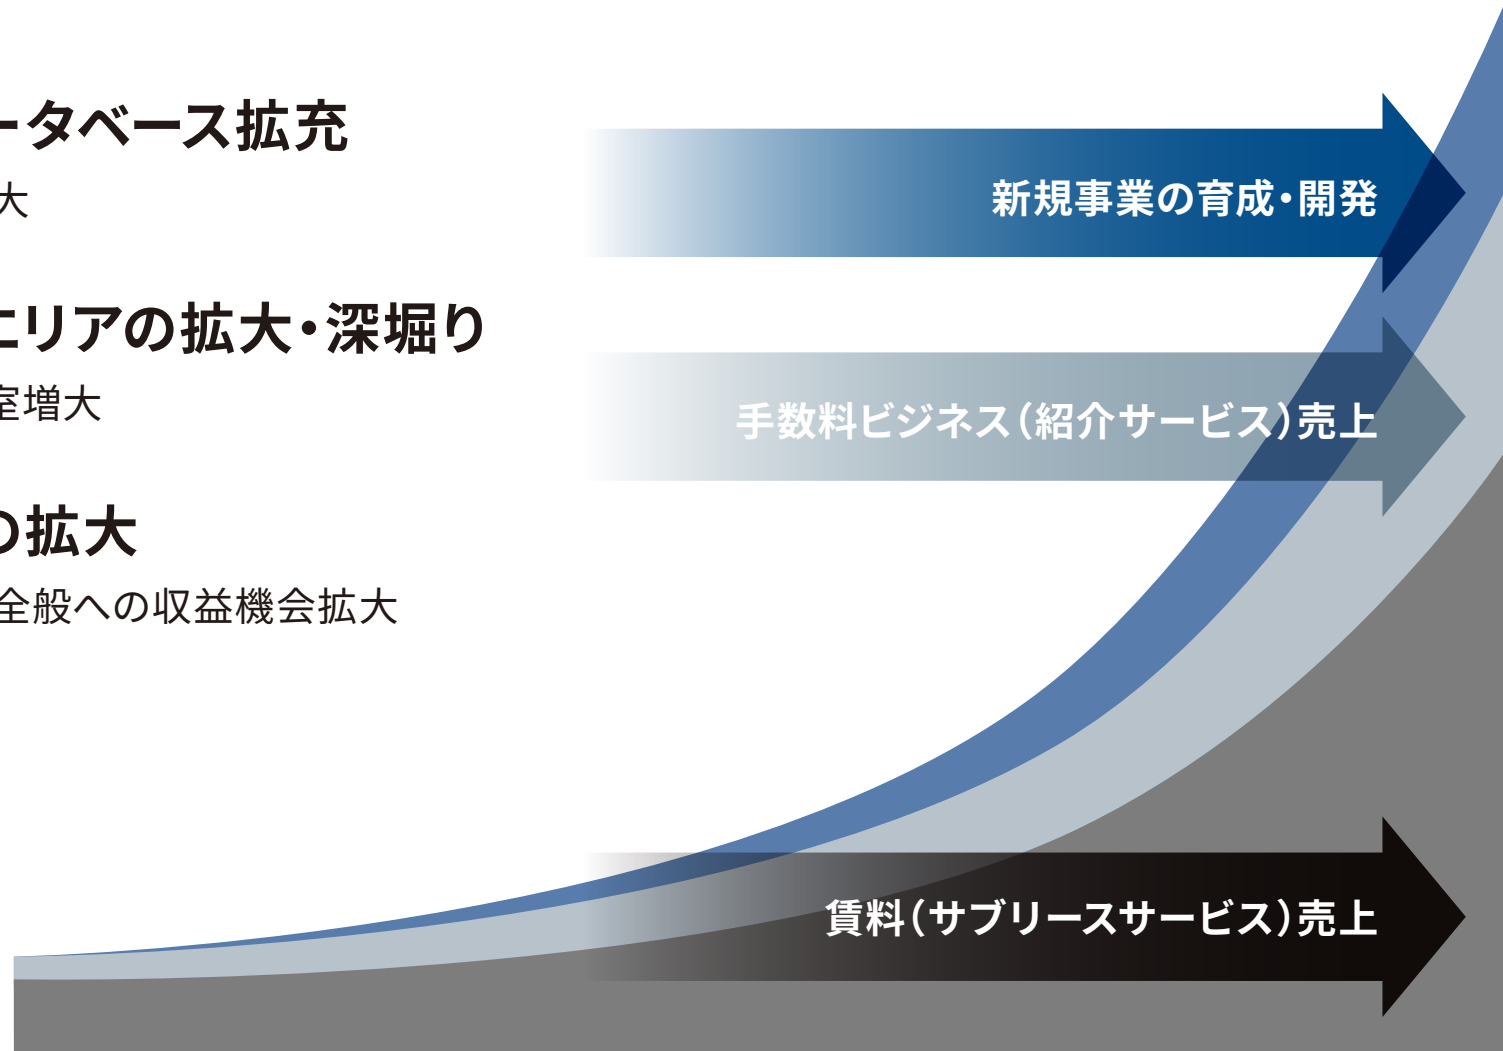 ータベース拡充
大
エリアの拡大・深堀り
室増大
の拡大
全般への収益機会拡大
新規事業の育成・開発
手数料ビジネス（紹介サービス）売上
賃料（サブリースサービス）売上